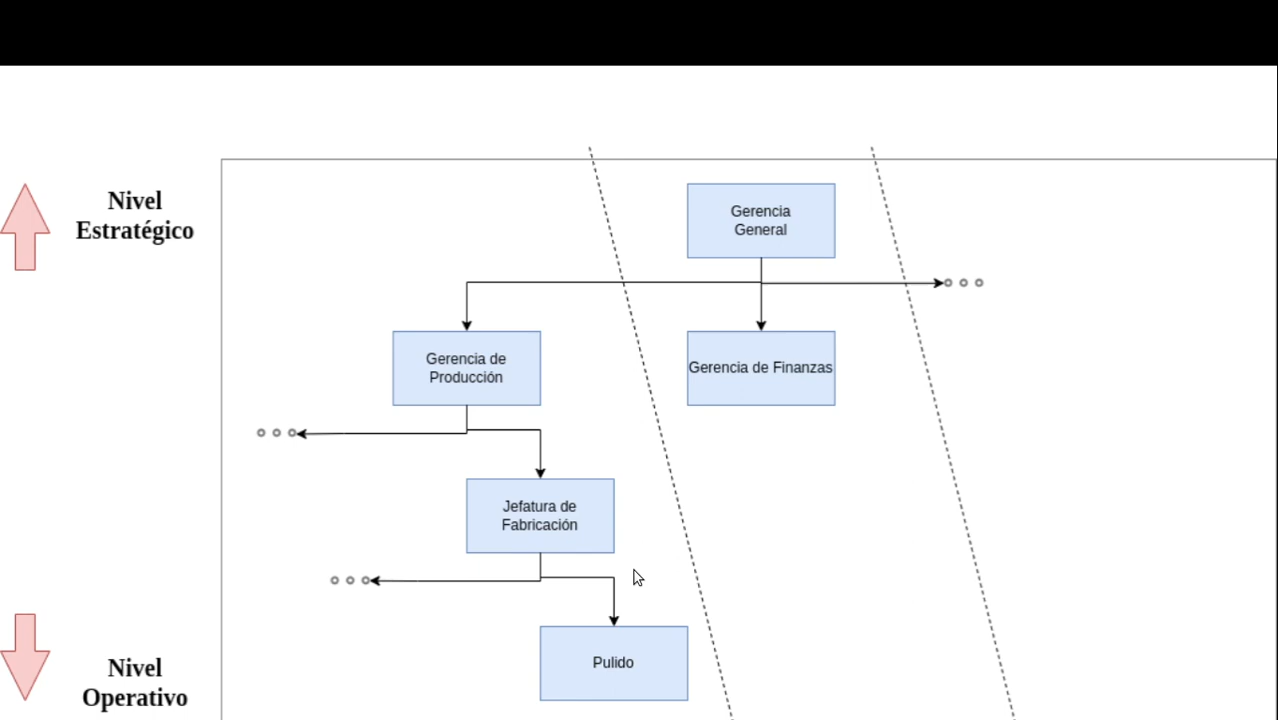 Nivel
Estratégico
Gerencia
General
Gerencia de
Producción
Gerencia de Finanzas
Jefatura de
Fabricación
Pulido
Nivel
Operativo